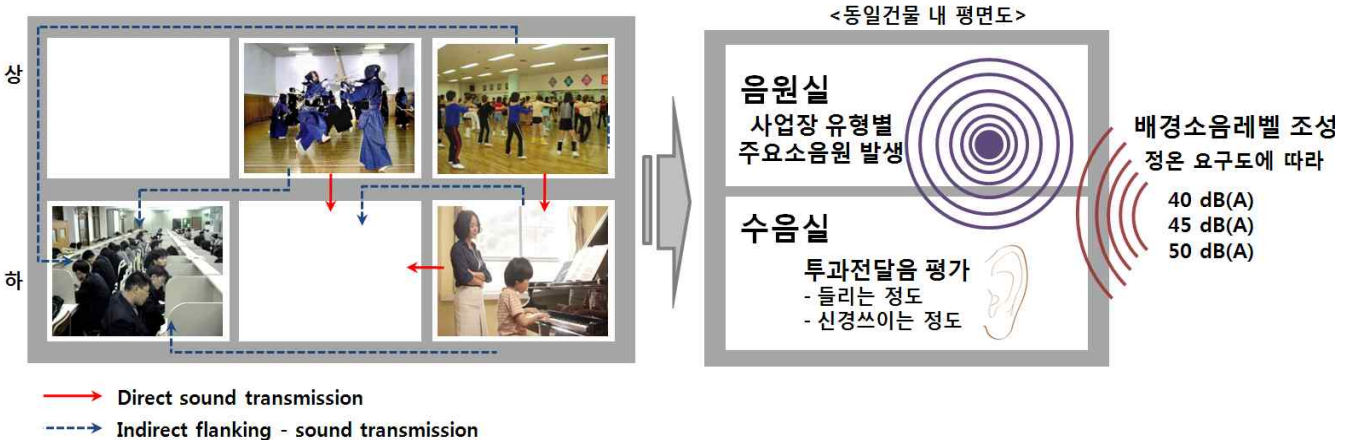 상
하
Direct sound transmission
Indirect flanking - sound transmission
<동일건물 내 평면도>
음원실
사업장 유형별
주요소음원 발생
수음실
투과전달음 평가
- 들리는 정도
- 신경쓰이는 정도
배경소음레벨 조성
정온 요구도에 따라
40 dB(A)
45 dB(A)
50 dB(A)